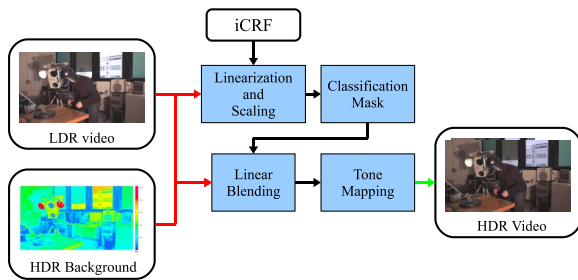 iCRF
Linearization
and
Scaling
Classification
Mask
LDR video
Linear
Blending
Tone
Mapping
HDR Video
HDR Background